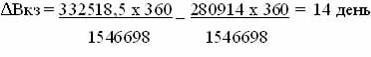 ΔВкз = 332518,5 х 360 _ 280914 х 360 = 14 день
1546698 1546698